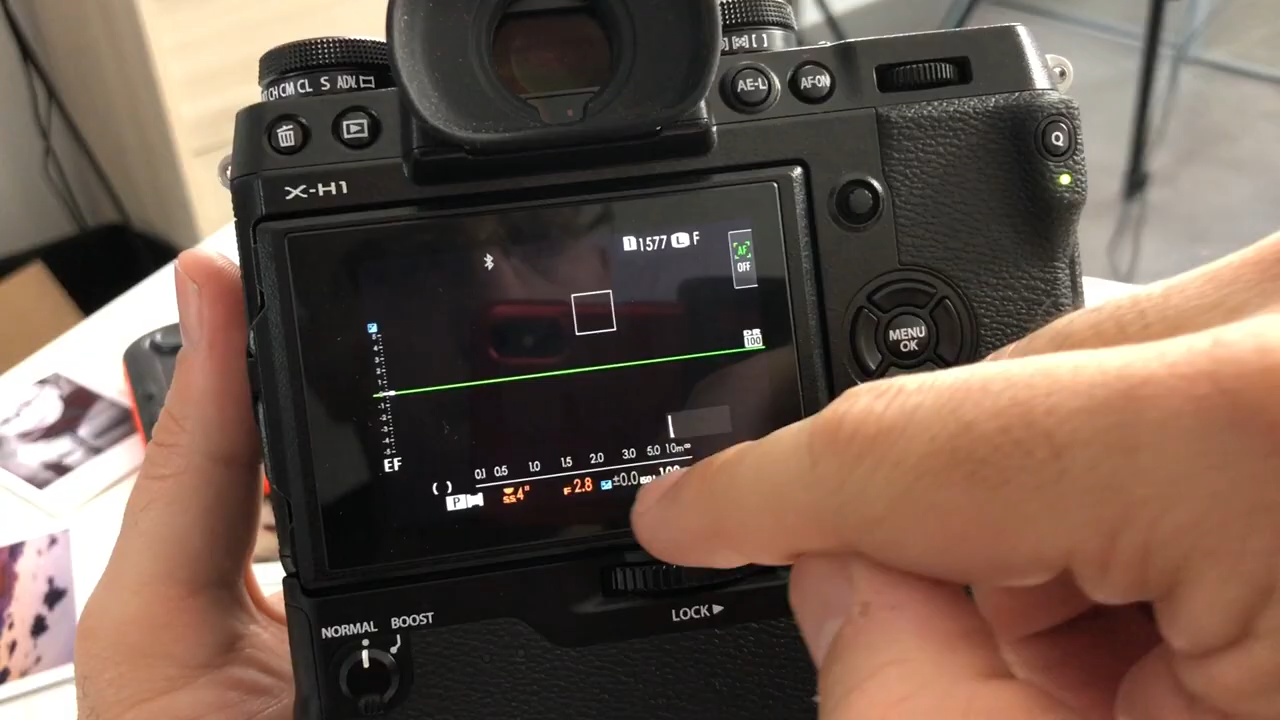 CH CM CL S ADV.
AE-L
AF-ON
Q
X-H1
1577 L F
AF
OFF
DR
100
MENU
OK
EF
0.1 0.5 1.0 1.5 2.0 3.0 5.0 10m∞
P SS 4" F2.8 ±0.0 ISO
LOCK
NORMAL BOOST